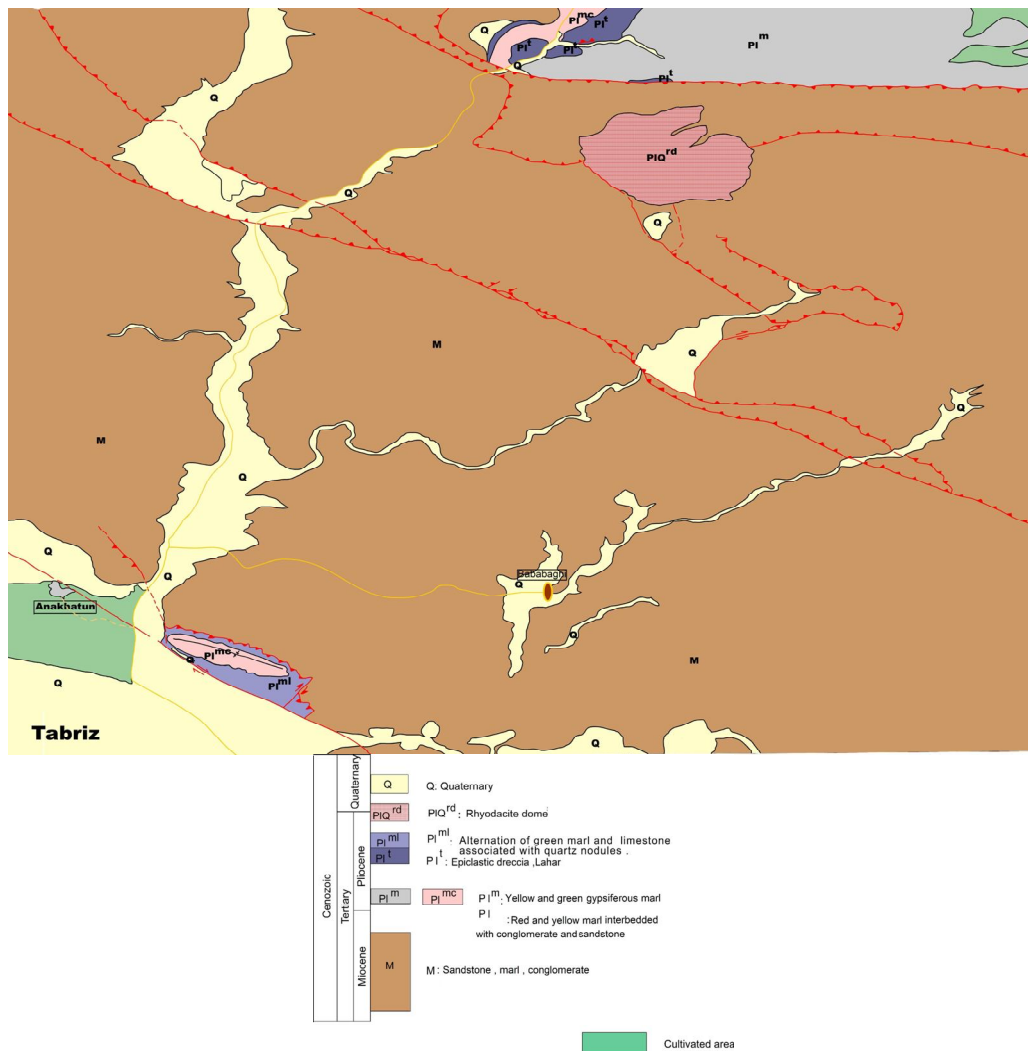 Pl mc
Q
Pl t
Pl t
Pl t
Q
Pl m
Pl t
Q
PlQ rd
Q
Q
M
Q
M
Q
Q
Q
Q
Bababaghi
Q
Anakhatun
Q
Pl mc
Q
M
Q
Pl ml
Tabriz
Q
Cenozoic
Quaternary
Tertiary
Pliocene
Miocene
Q
Q: Quaternary
PlQ rd
PlQ rd : Rhyodacite dome
Pl ml
Pl ml : Alternation of green marl and limestone
associated with quartz nodules .
Pl t
Pl t : Epiclastic dreccia ,Lahar
Pl m
Pl mc
Pl m : Yellow and green gypsiferous marl
Pl : Red and yellow marl interbedded
with conglomerate and sandstone
M
M : Sandstone , marl , conglomerate
Cultivated area